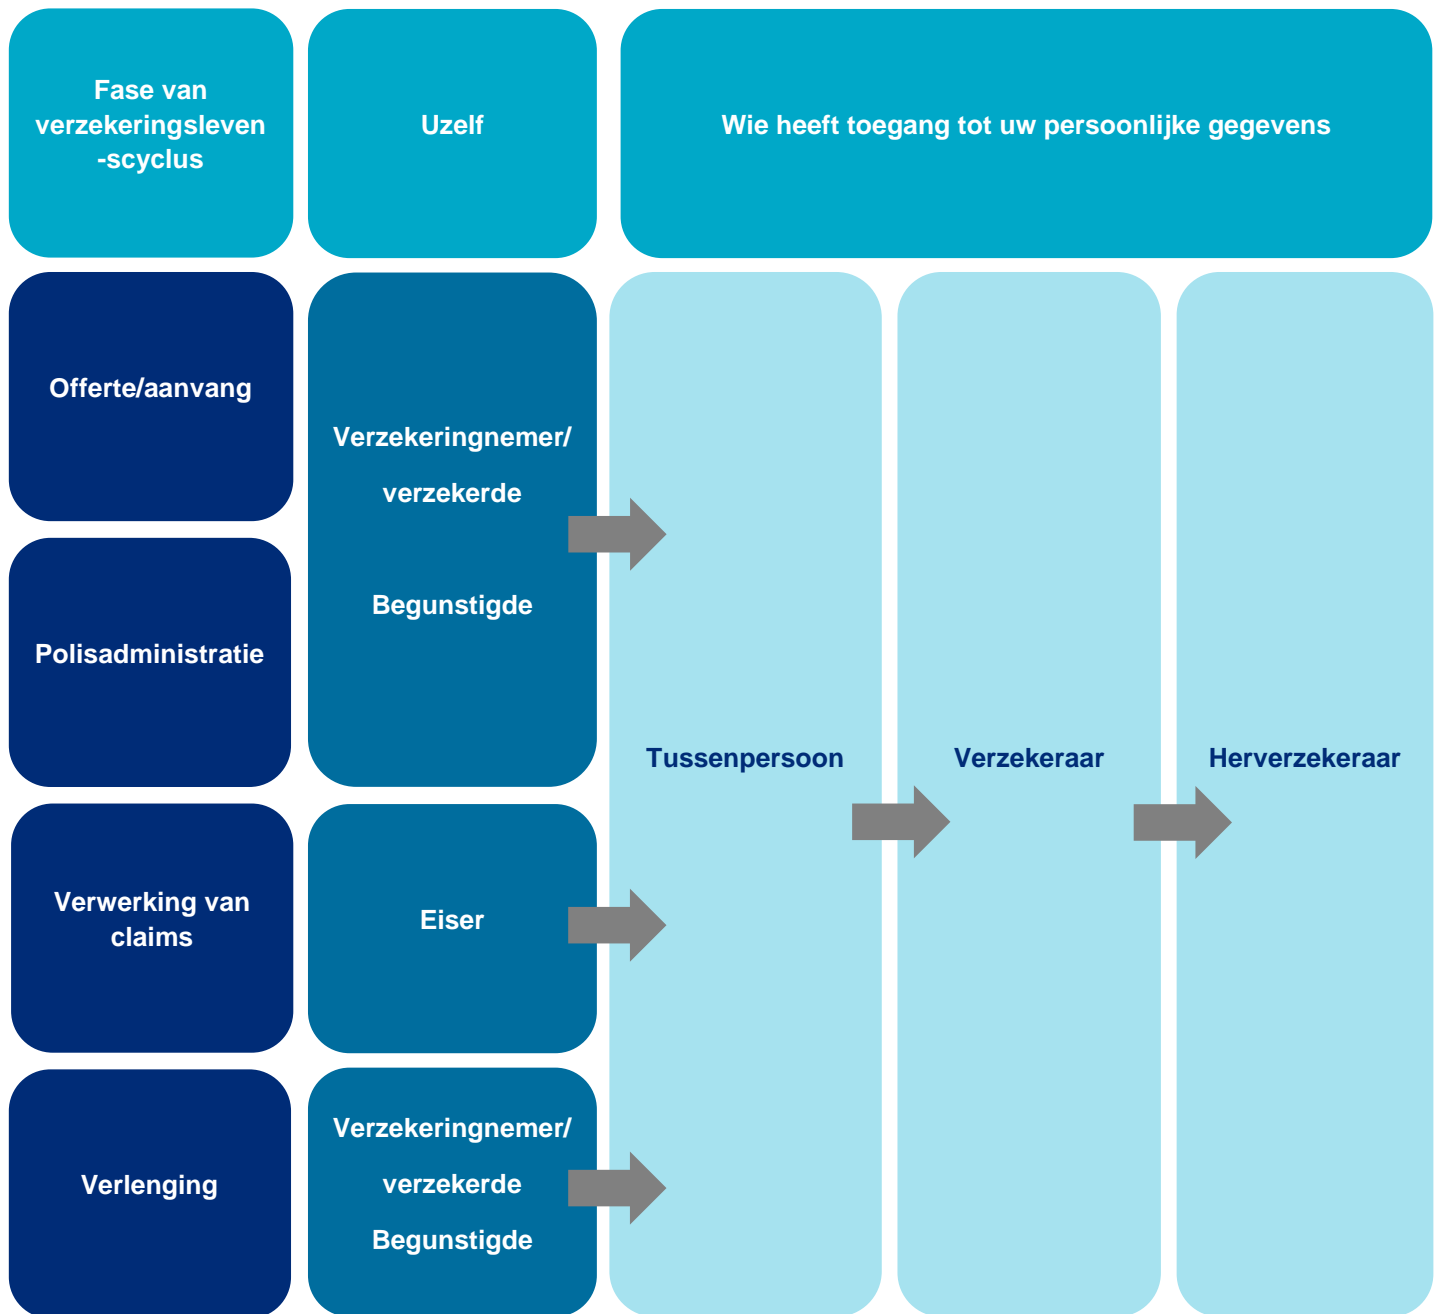 Fase van
verzekeringsleven
-scyclus
Uzelf
Wie heeft toegang tot uw persoonlijke gegevens
Offerte/aanvang
Verzekeringnemer/
verzekerde
Begunstigde
Polisadministratie
Tussenpersoon
Verzekeraar
Herverzekeraar
Verwerking van
claims
Eiser
Verlenging
Verzekeringnemer/
verzekerde
Begunstigde